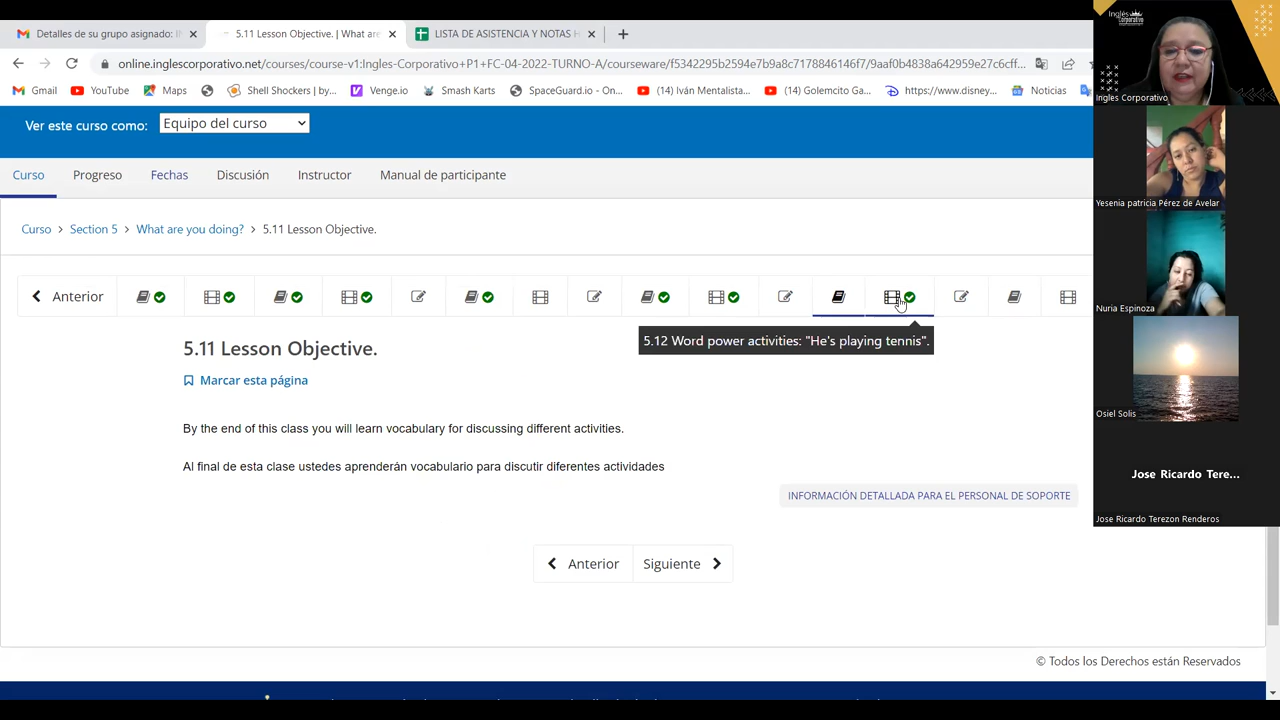 Detalles de su grupo asignado: I
5.11 Lesson Objective. | What are
LISTA DE ASISTENCIA Y NOTAS H
online.inglescorporativo.net/courses/course-v1:Ingles-Corporativo+P1+FC-04-2022-TURNO-A/courseware/f5342295b2594e7b9a8c7178846146f7/9aaf0b4838a642959e27c6cff...
Gmail
YouTube
Maps
Shell Shockers | by...
Venge.io
Smash Karts
SpaceGuard.io - On...
(14) Iván Mentalista...
(14) Golemcito Ga...
https://www.disney...
Noticias
Ver este curso como:
Equipo del curso
Curso
Progreso
Fechas
Discusión
Instructor
Manual de participante
Curso > Section 5 > What are you doing? > 5.11 Lesson Objective.
Anterior
5.12 Word power activities: "He's playing tennis".
5.11 Lesson Objective.
Marcar esta página
By the end of this class you will learn vocabulary for discussing different activities.
Al final de esta clase ustedes aprenderán vocabulario para discutir diferentes actividades
INFORMACIÓN DETALLADA PARA EL PERSONAL DE SOPORTE
Anterior
Siguiente
© Todos los Derechos están Reservados
Inglés
Corporativo
Ingles Corporativo
Yesenia patricia Pérez de Avelar
Nuria Espinoza
Osiel Solis
Jose Ricardo Tere...
Jose Ricardo Terezon Renderos